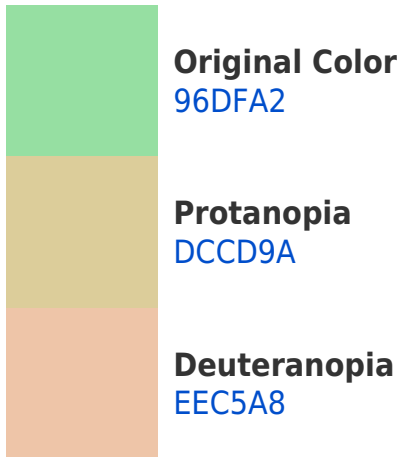 Original Color
96DFA2
Protanopia
DCCD9A
Deuteranopia
EEC5A8